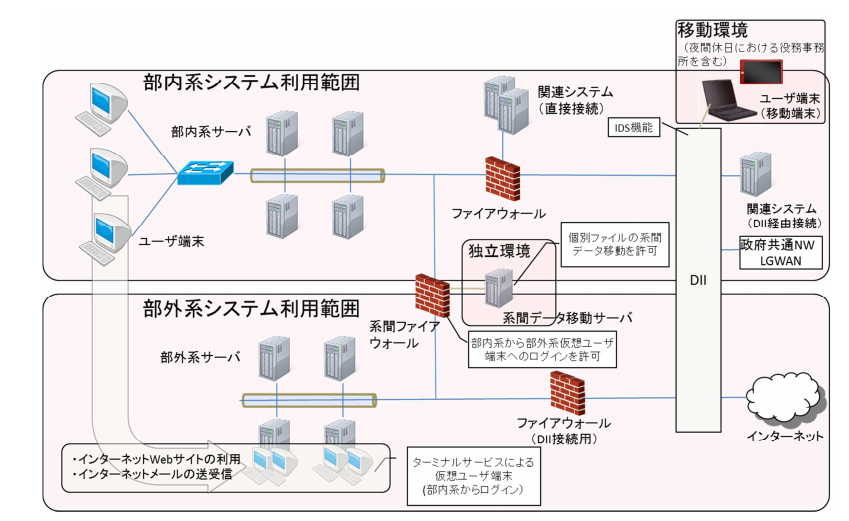 移動環境
（夜間休日における役務事務
所を含む）
ユーザ端末
（移動端末）
部内系システム利用範囲
部内系サーバ
関連システム
（直接接続）
IDS機能
ユーザ端末
ファイアウォール
関連システム
（DII経由接続）
政府共通NW
LGWAN
DII
独立環境
個別ファイルの系間
データ移動を許可
系間データ移動サーバ
系間ファイア
ウォール
部内系から部外系仮想ユーザ
端末へのログインを許可
部外系システム利用範囲
部外系サーバ
ファイアウォール
（DII接続用）
インターネット
・インターネットWebサイトの利用
・インターネットメールの送受信
ターミナルサービスによる
仮想ユーザ端末
(部内系からログイン）